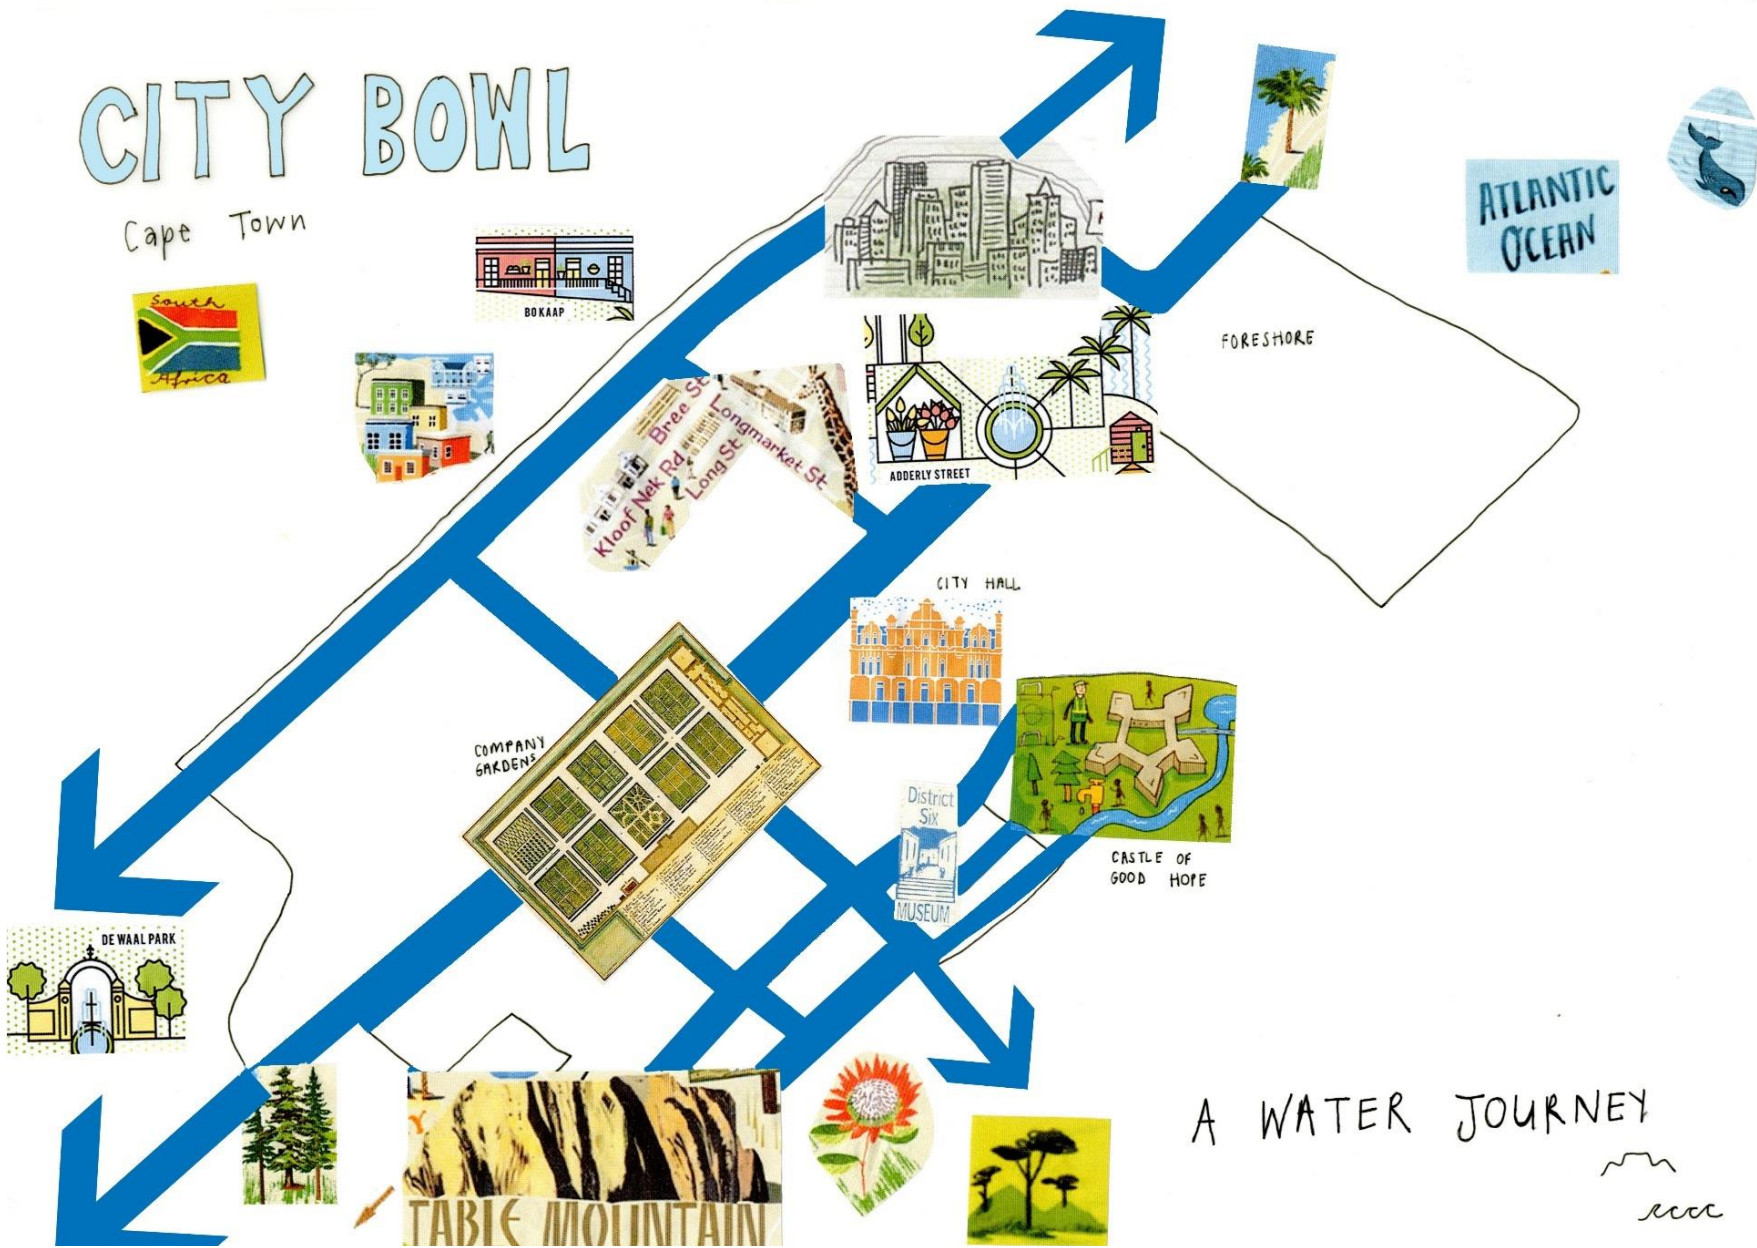 CITY BOWL
Cape Town
South
Africa
BO KAAP
ATLANTIC
OCEAN
FORESHORE
Bree St
Kloof Nek Rd
Long St
Longmarket St
ADDERLY STREET
CITY HALL
COMPANY
GARDENS
District
Six
MUSEUM
CASTLE OF
GOOD HOPE
DE WAAL PARK
TABLE MOUNTAIN
A WATER JOURNEY